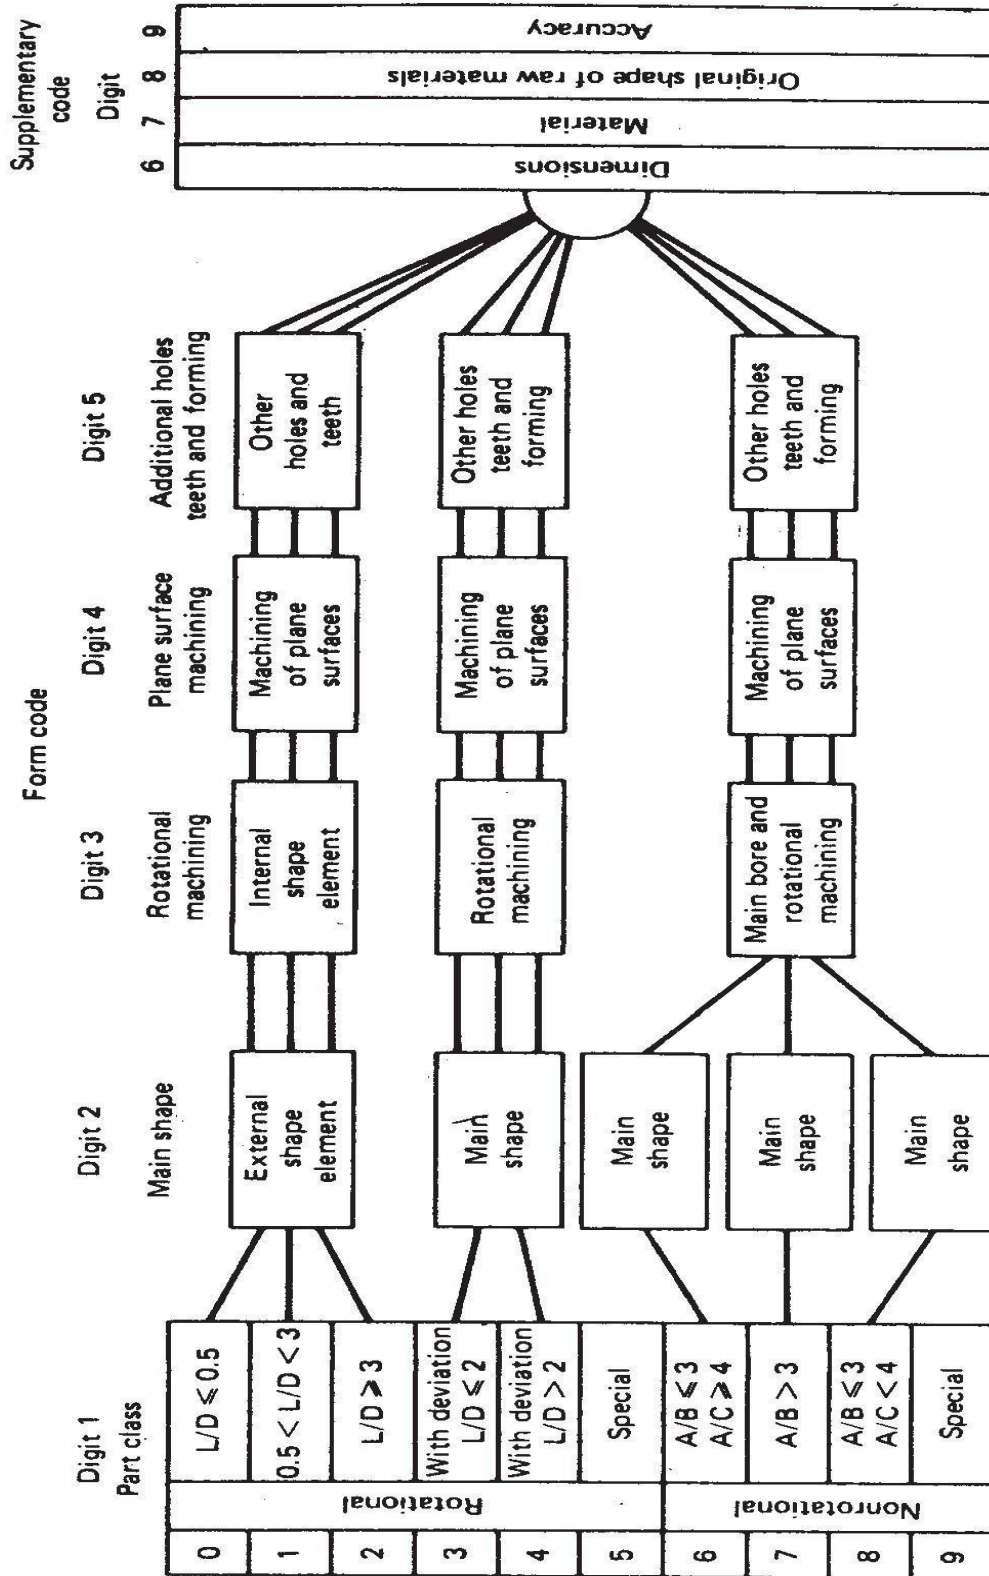 Form code
Supplementary
code
Digit 1
Part class
Digit 2
Main shape
Digit 3
Rotational
machining
Digit 4
Plane surface
machining
Digit 5
Additional holes
teeth and forming
Digit
6
7
8
9
0
1
2
3
4
5
6
7
8
9
Rotational
Nonrotational
L/D ⩽ 0.5
0.5 < L/D < 3
L/D ⩾ 3
With deviation
L/D ⩽ 2
With deviation
L/D > 2
Special
A/B ⩽ 3
A/C ⩾ 4
A/B > 3
A/B ⩽ 3
A/C < 4
Special
External
shape
element
Internal
shape
element
Machining
of plane
surfaces
Other
holes and
teeth
Main
shape
Rotational
machining
Machining
of plane
surfaces
Other holes
teeth and
forming
Main
shape
Main
shape
Main
shape
Main bore and
rotational
machining
Machining
of plane
surfaces
Other holes
teeth and
forming
Dimensions
Material
Original shape of raw materials
Accuracy